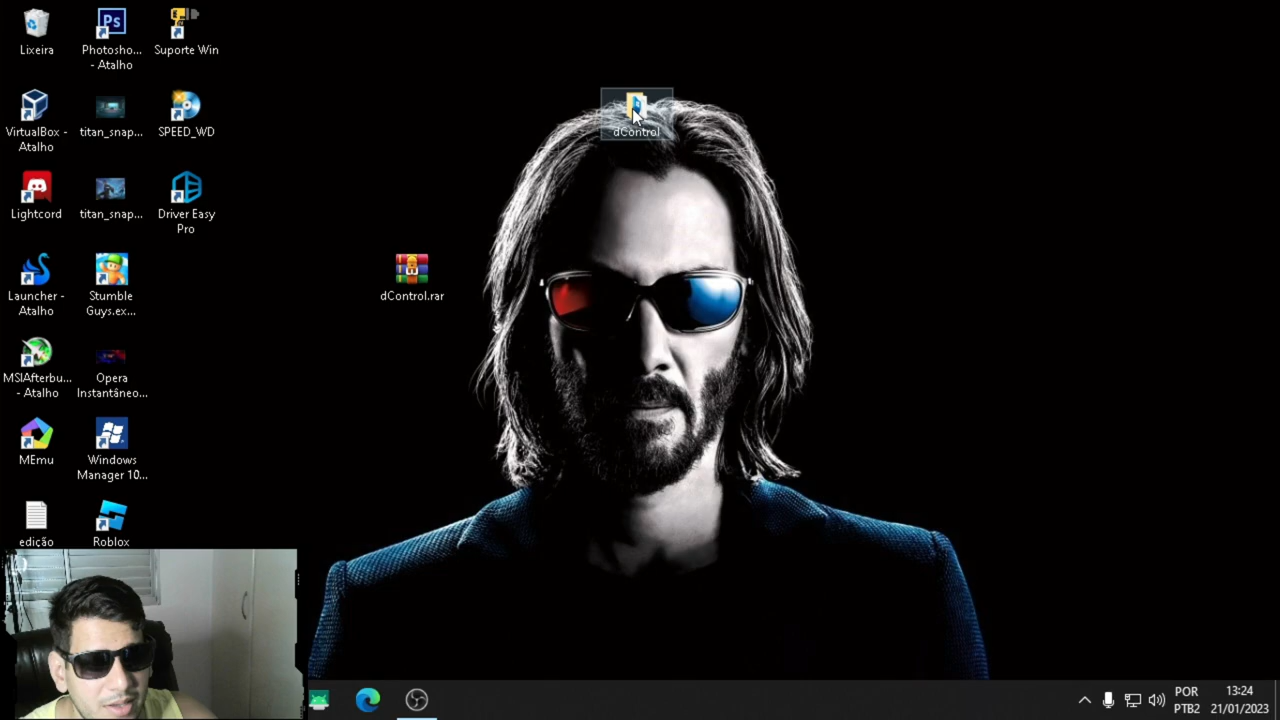 Lixeira
Photosho...
- Atalho
Suporte Win
VirtualBox -
Atalho
titan_snap...
SPEED_WD
Lightcord
titan_snap...
Driver Easy
Pro
Launcher -
Atalho
Stumble
Guys.ex...
MSIAfterbu...
- Atalho
Opera
Instantâneo...
MEmu
Windows
Manager 10...
edição
Roblox
Ps
dControl
dControl.rar
POR
PTB2
13:24
21/01/2023